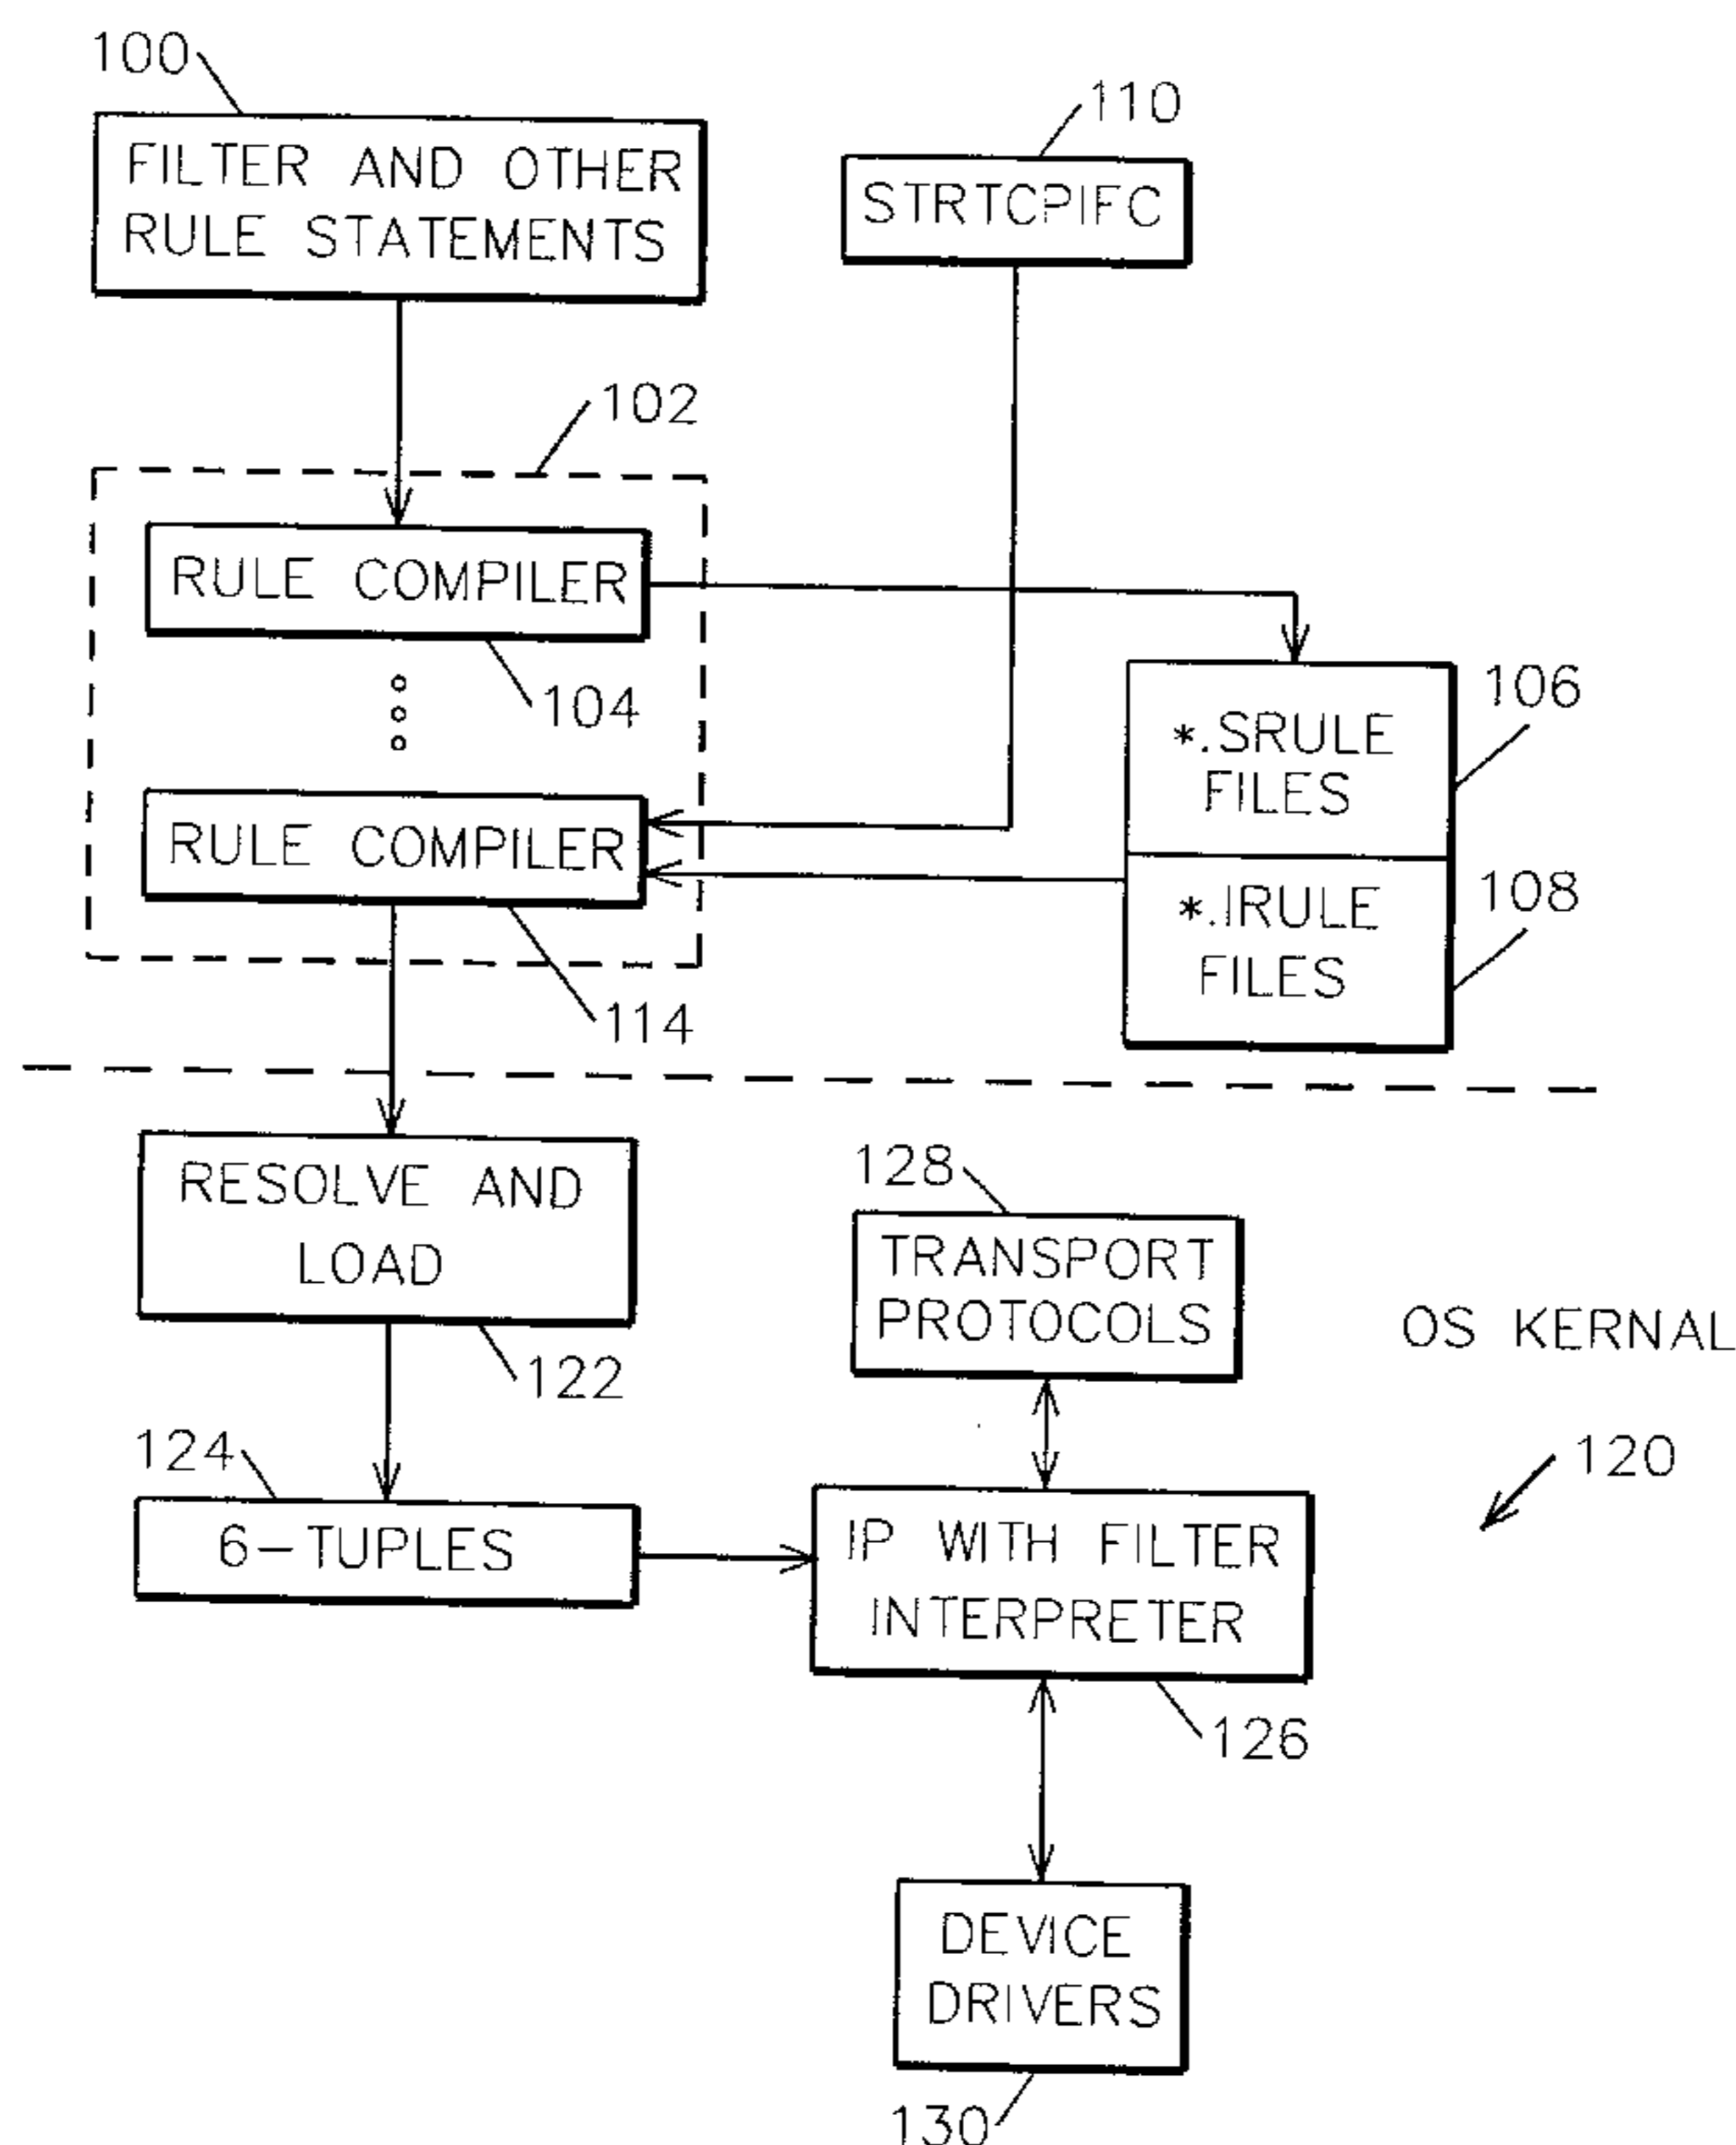 100
FILTER AND OTHER
RULE STATEMENTS
110
STRTCPIFC
102
RULE COMPILER
104
106
*.SRULE
FILES
RULE COMPILER
114
108
*.IRULE
FILES
RESOLVE AND
LOAD
122
128
TRANSPORT
PROTOCOLS
OS KERNAL
120
124
6-TUPLES
IP WITH FILTER
INTERPRETER
126
DEVICE
DRIVERS
130